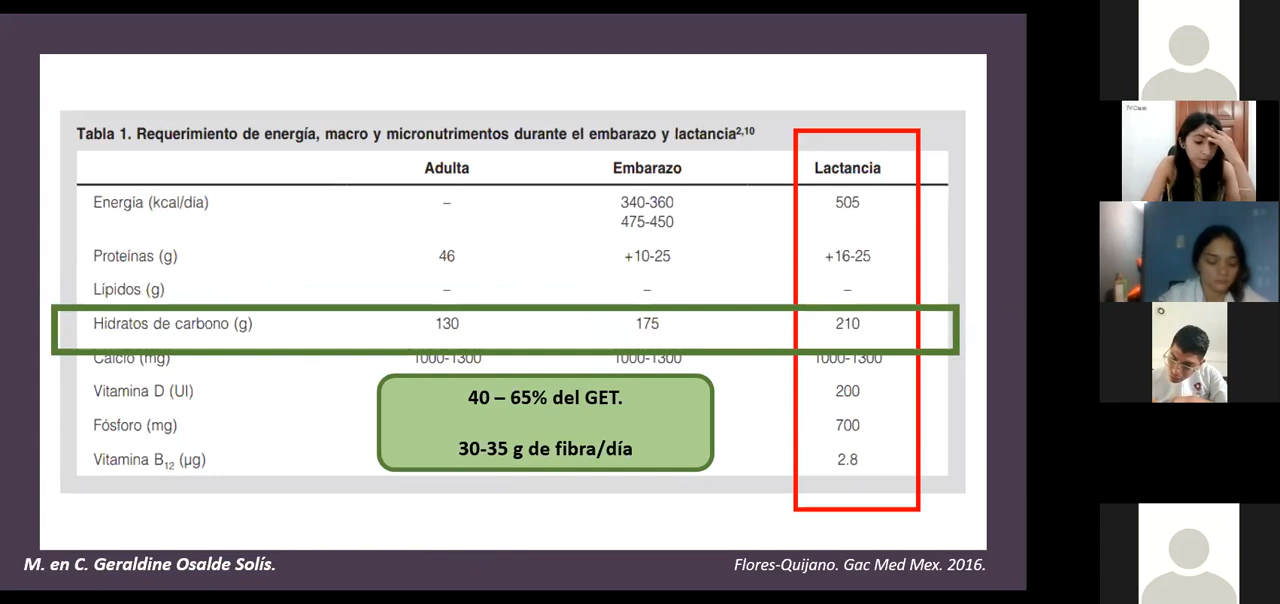 Tabla 1. Requerimiento de energía, macro y micronutrimentos durante el embarazo y lactancia2,10
Adulta Embarazo Lactancia
Energía (kcal/día) – 340-360 505
475-450
Proteínas (g) 46 +10-25 +16-25
Lípidos (g) – – –
Hidratos de carbono (g) 130 175 210
Calcio (mg) 1000-1300 1000-1300 1000-1300
Vitamina D (UI) 200
40 – 65% del GET.
Fósforo (mg) 700
30-35 g de fibra/día
Vitamina B12 (µg) 2.8
M. en C. Geraldine Osalde Solís.
Flores-Quijano. Gac Med Mex. 2016.